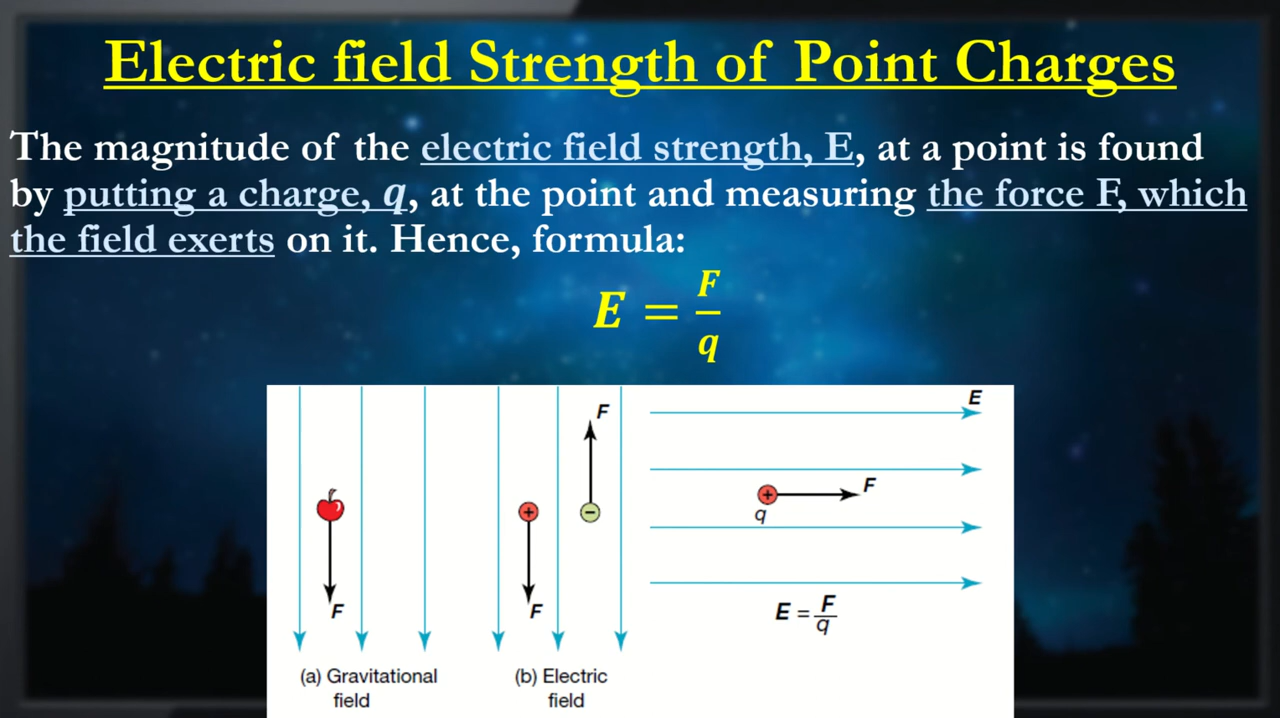 Electric field Strength of Point Charges
The magnitude of the electric field strength, E, at a point is found
by putting a charge, q, at the point and measuring the force F, which
the field exerts on it. Hence, formula:
E = F/q
F
E
F
+
−
+
q
F
F
E = F/q
(a) Gravitational
field
(b) Electric
field